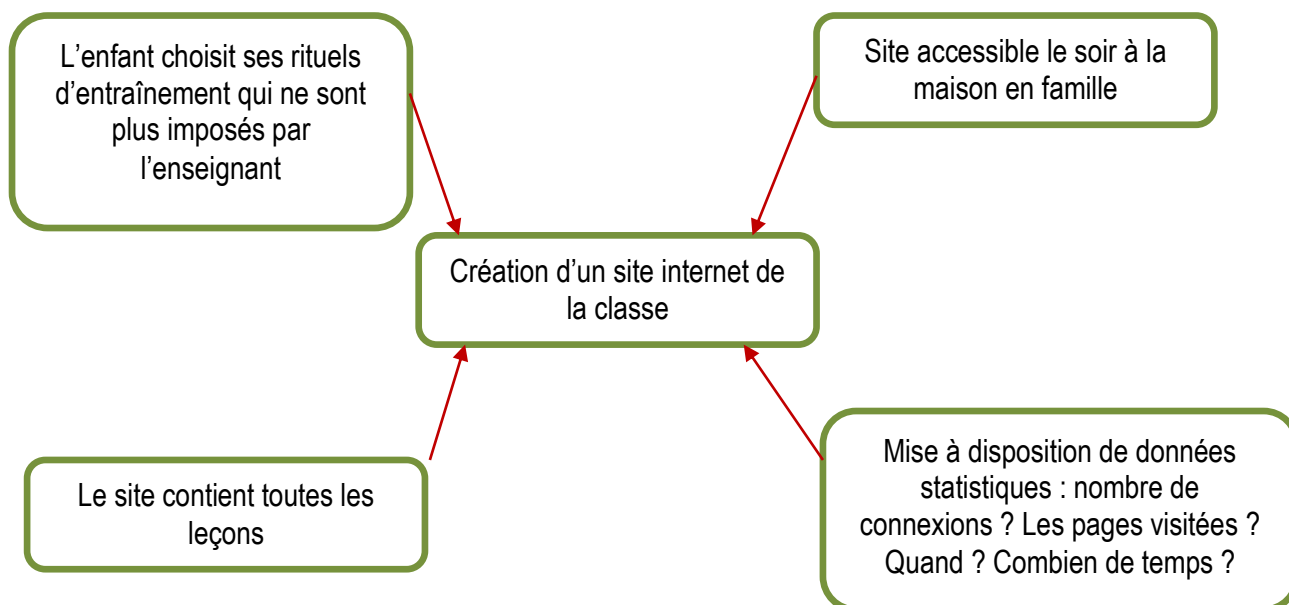 L’enfant choisit ses rituels
d’entraînement qui ne sont
plus imposés par
l’enseignant
Site accessible le soir à la
maison en famille
Création d’un site internet de
la classe
Le site contient toutes les
leçons
Mise à disposition de données
statistiques : nombre de
connexions ? Les pages visitées ?
Quand ? Combien de temps ?